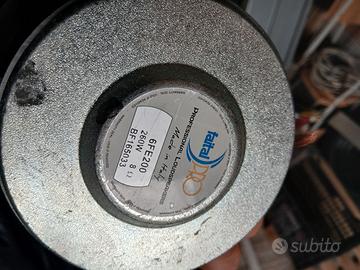 PROFESSIONAL LOUDSPEAKERS
faital PRO
Made in Italy
6FE200
260W 8 Ω
BF165033
subito